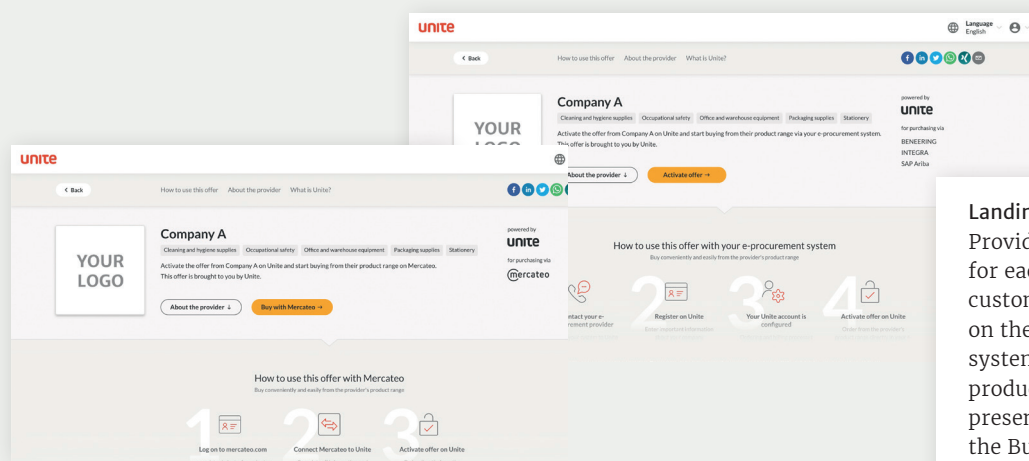 unite
Language
English
< Back
How to use this offer About the provider What is Unite?
YOUR
Company A
Cleaning and hygiene supplies Occupational safety Office and warehouse equipment Packaging supplies Stationery
Activate the offer from Company A on Unite and start buying from their product range via your e-procurement system.
This offer is brought to you by Unite.
About the provider ↓ Activate offer →
powered by
unite
for purchasing via
BENEERING
INTEGRA
SAP Ariba
How to use this offer with your e-procurement system
Buy conveniently and easily from the provider's product range
2 3 4
Register on Unite
Your Unite account is
configured
Activate offer on Unite
unite
< Back
How to use this offer About the provider What is Unite?
YOUR
LOGO
Company A
Cleaning and hygiene supplies Occupational safety Office and warehouse equipment Packaging supplies Stationery
Activate the offer from Company A on Unite and start buying from their product range on Mercateo.
This offer is brought to you by Unite.
About the provider ↓ Buy with Mercateo →
powered by
unite
for purchasing via
mercateo
How to use this offer with Mercateo
Buy conveniently and easily from the provider's product range
1 2 3
Log on to mercateo.com
Connect Mercateo to Unite
Activate offer on Unite
on the
the Bu